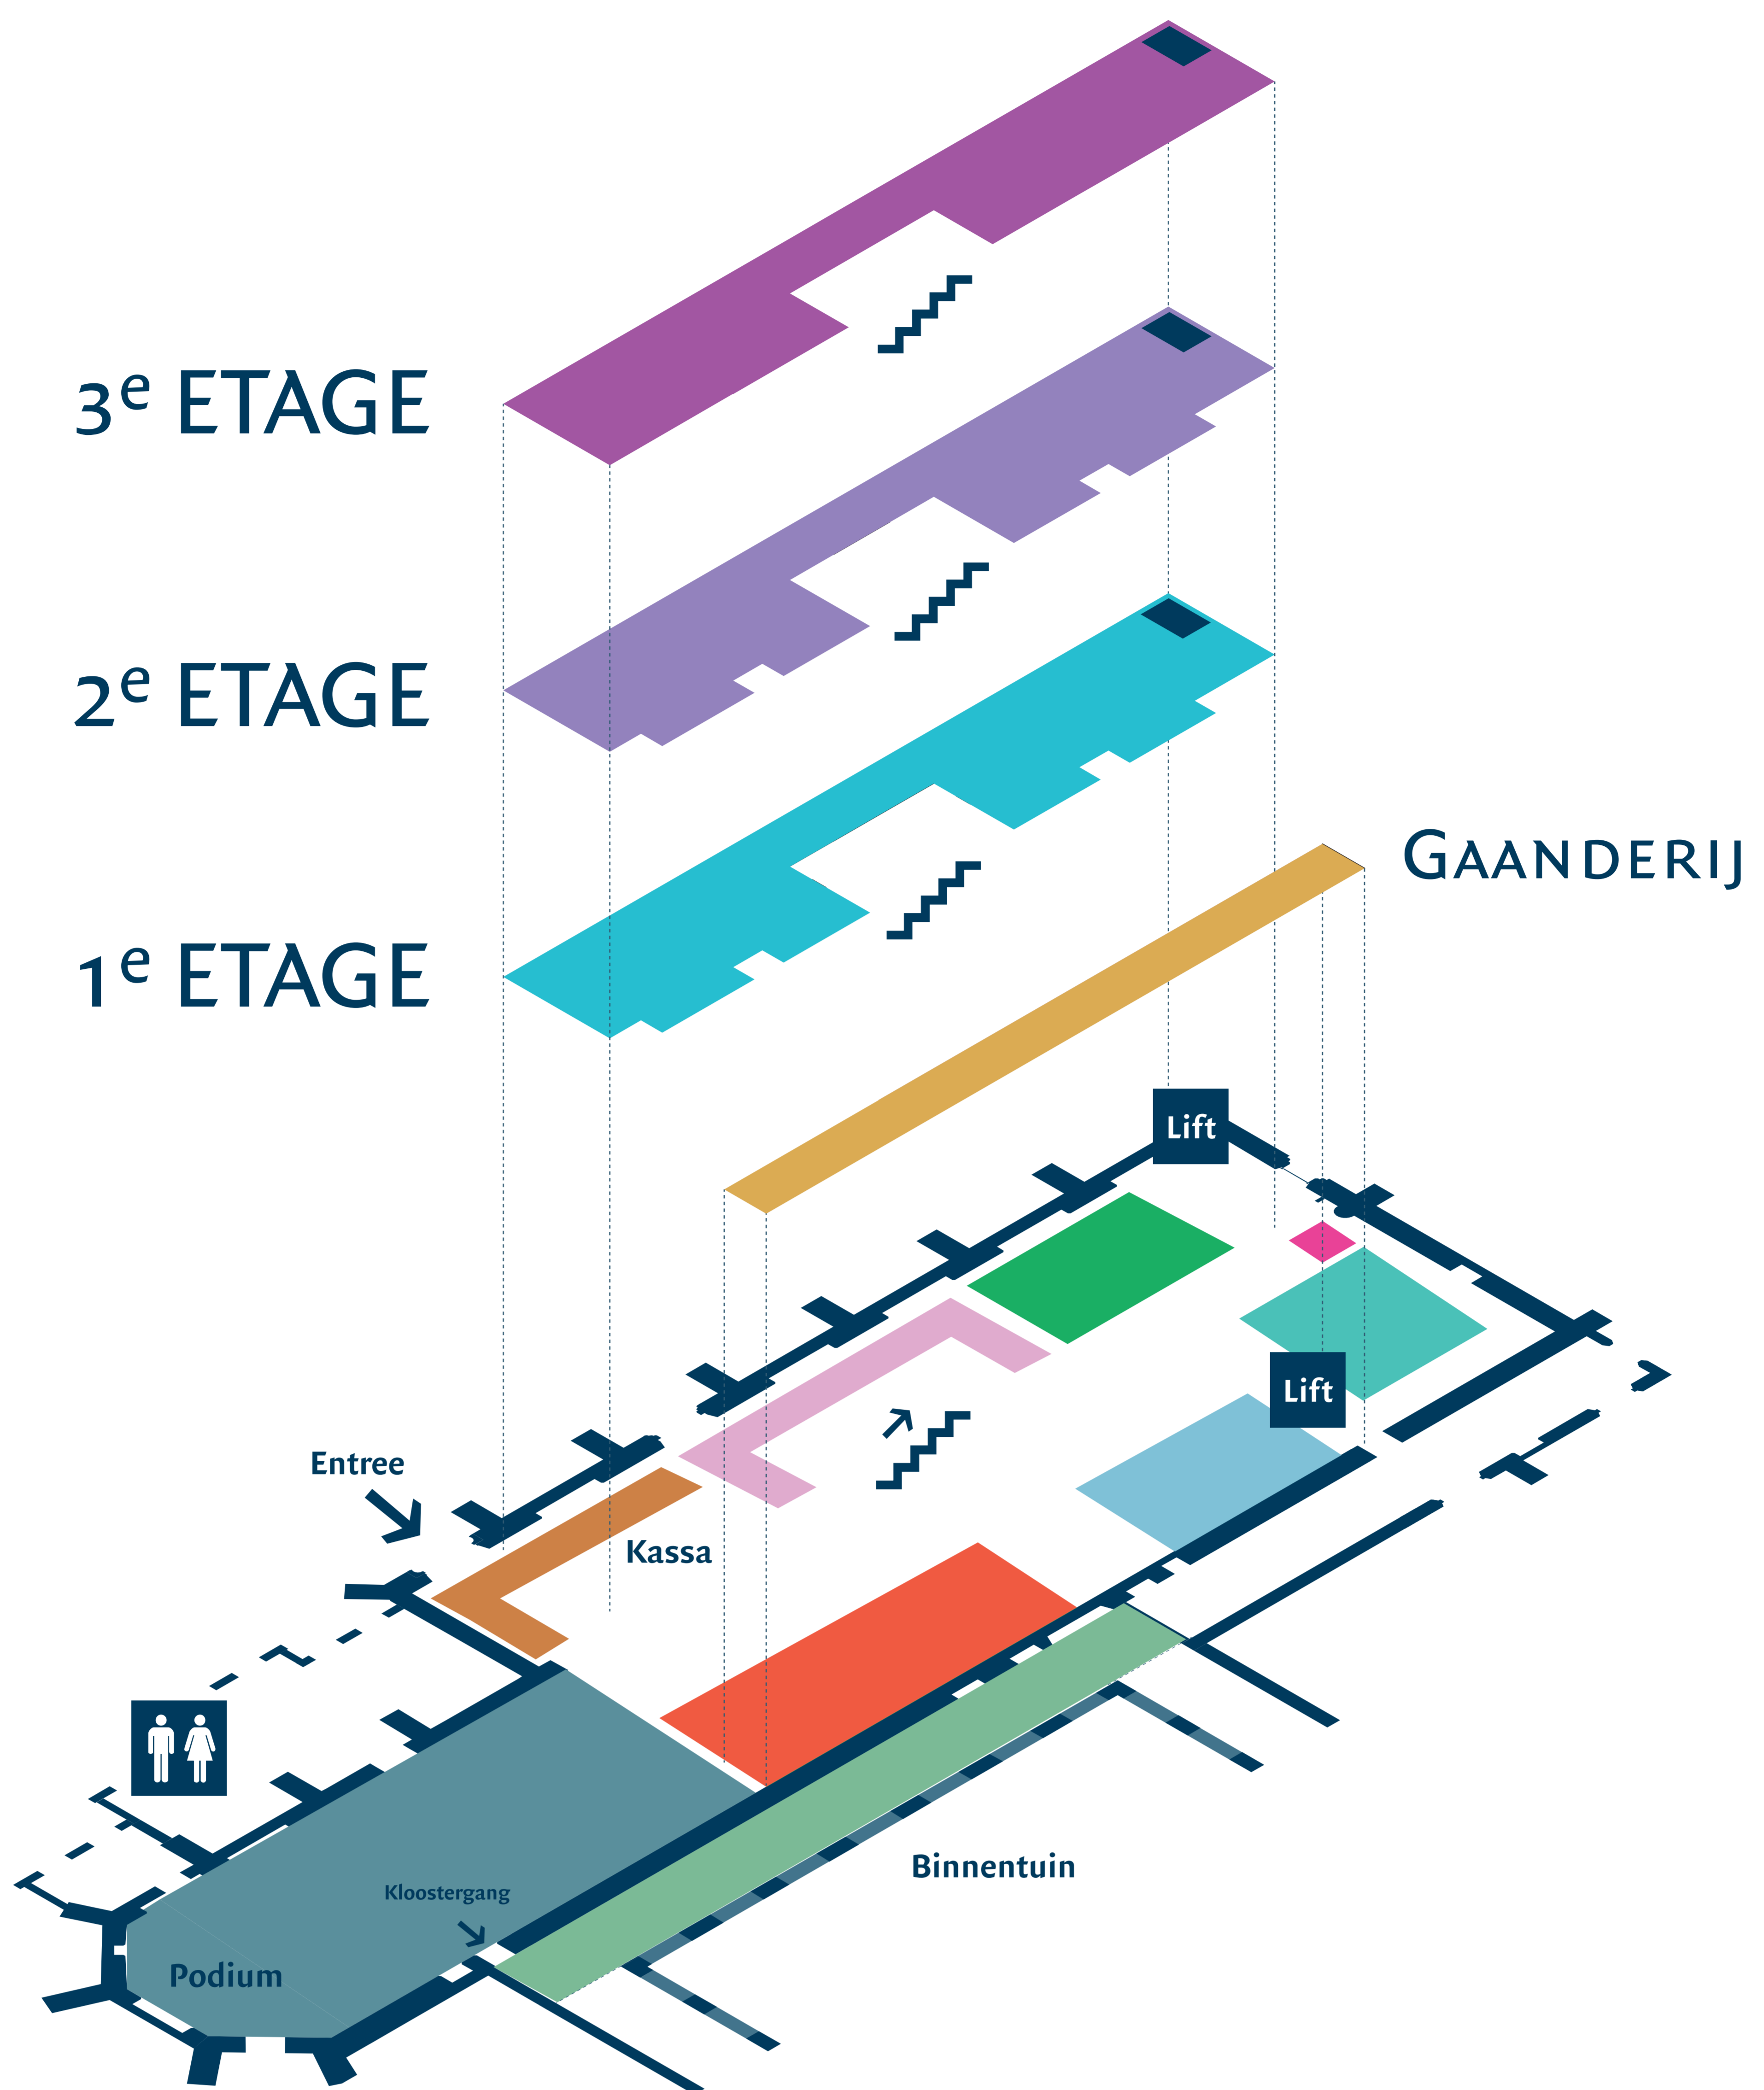 3e ETAGE
2e ETAGE
GAANDERIJ
1e ETAGE
Lift
Lift
Entree
Kassa
Binnentuin
Kloostergang
Podium